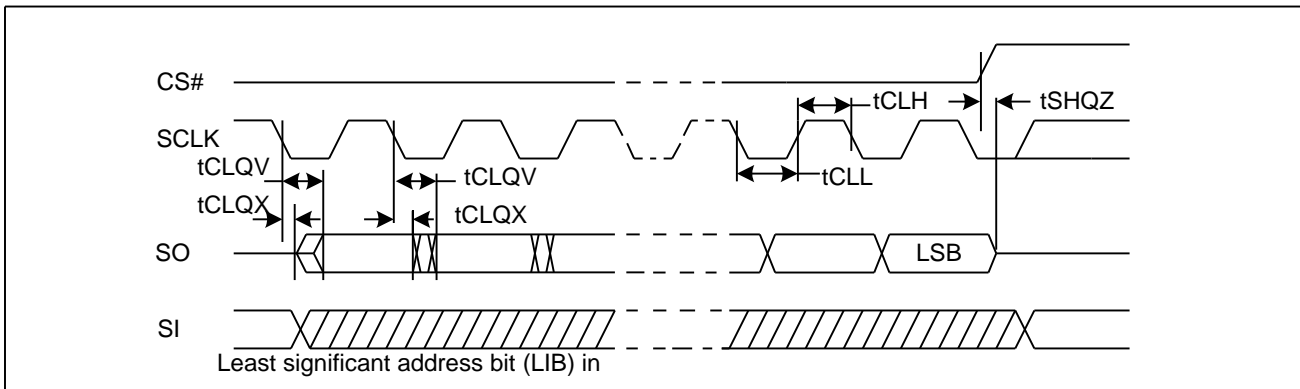 CS#
tCLH
tSHQZ
SCLK
tCLQV
tCLQV
tCLL
tCLQX
tCLQX
SO
LSB
SI
Least significant address bit (LIB) in